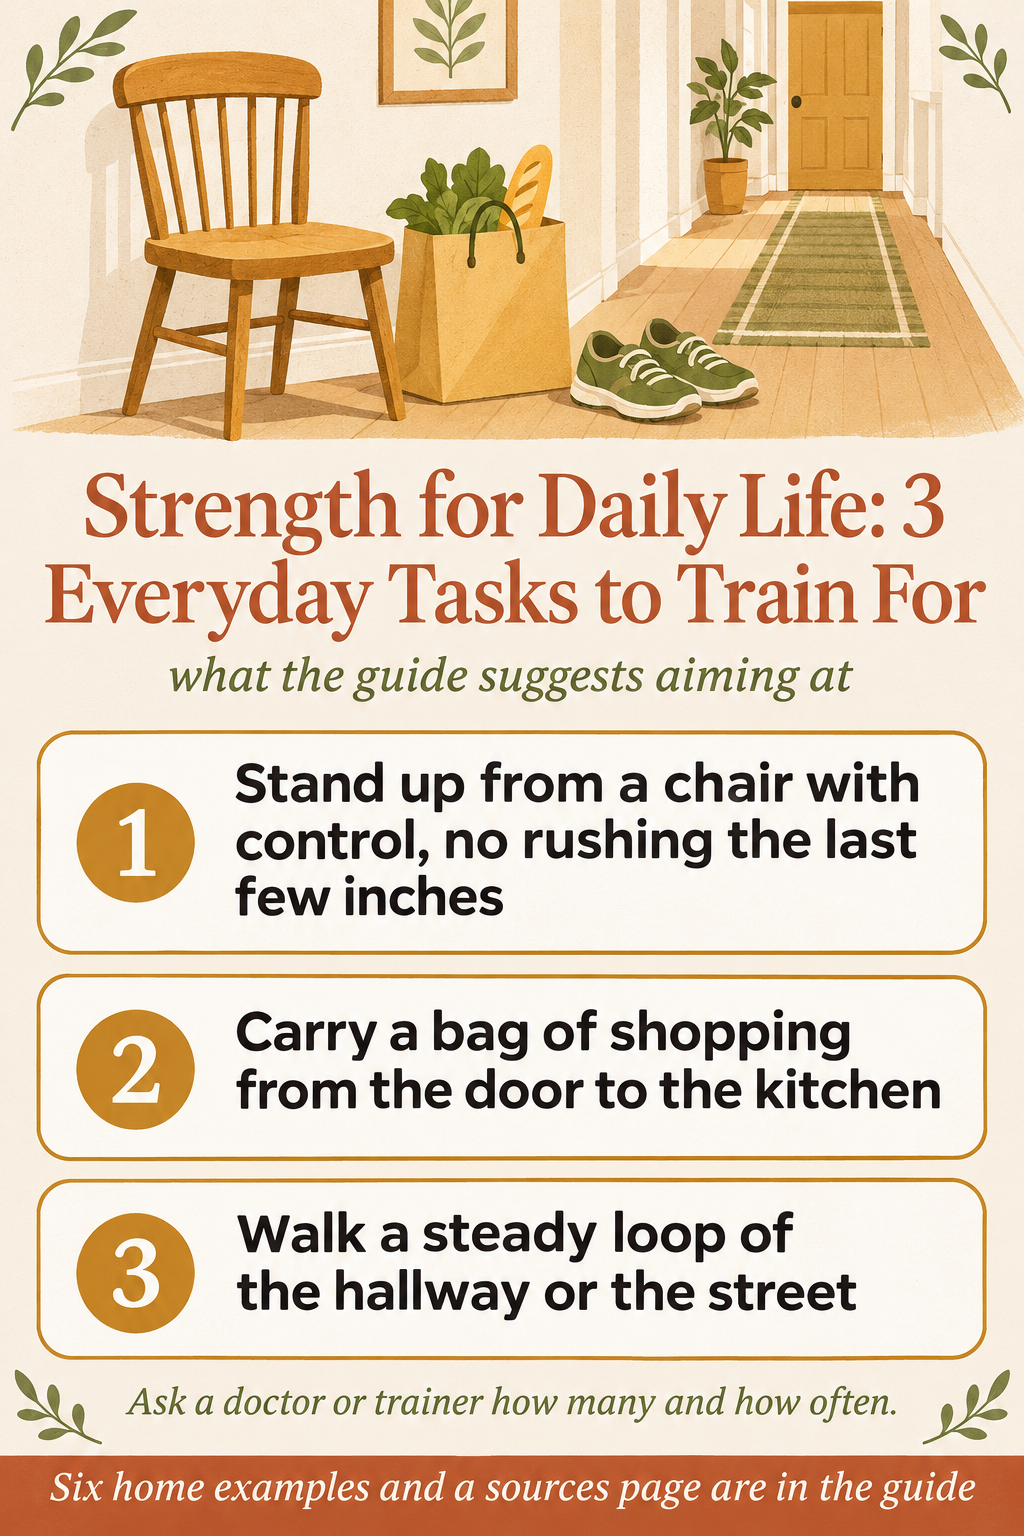 Strength for Daily Life: 3
Everyday Tasks to Train For
what the guide suggests aiming at
1
Stand up from a chair with
control, no rushing the last
few inches
2
Carry a bag of shopping
from the door to the kitchen
3
Walk a steady loop of
the hallway or the street
Ask a doctor or trainer how many and how often.
Six home examples and a sources page are in the guide